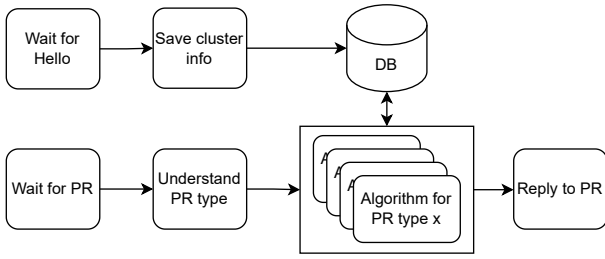 Wait for
Hello
Save cluster
info
DB
Wait for PR
Understand
PR type
A
A
A
Algorithm for
PR type x
Reply to PR